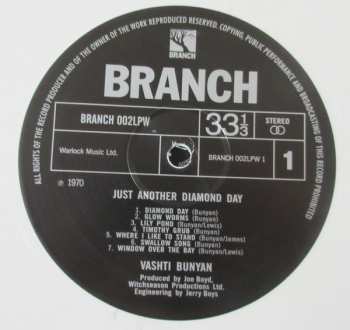 ALL RIGHTS OF THE RECORD PRODUCER AND OF THE OWNER OF THE WORK REPRODUCED RESERVED. COPYING, PUBLIC PERFORMANCE AND BROADCASTING OF THIS RECORD PROHIBITED
BRANCH
BRANCH
BRANCH 002LPW
33 1/3
STEREO
Warlock Music Ltd.
BRANCH 002LPW 1
1
℗ 1970
JUST ANOTHER DIAMOND DAY
1. DIAMOND DAY (Bunyan)
2. GLOW WORMS (Bunyan)
3. LILY POND (Bunyan/Lewis)
4. TIMOTHY GRUB (Bunyan)
5. WHERE I LIKE TO STAND (Bunyan/James)
6. SWALLOW SONG (Bunyan)
7. WINDOW OVER THE BAY (Bunyan/Lewis)
VASHTI BUNYAN
Produced by Joe Boyd,
Witchseason Productions Ltd.
Engineering by Jerry Boys